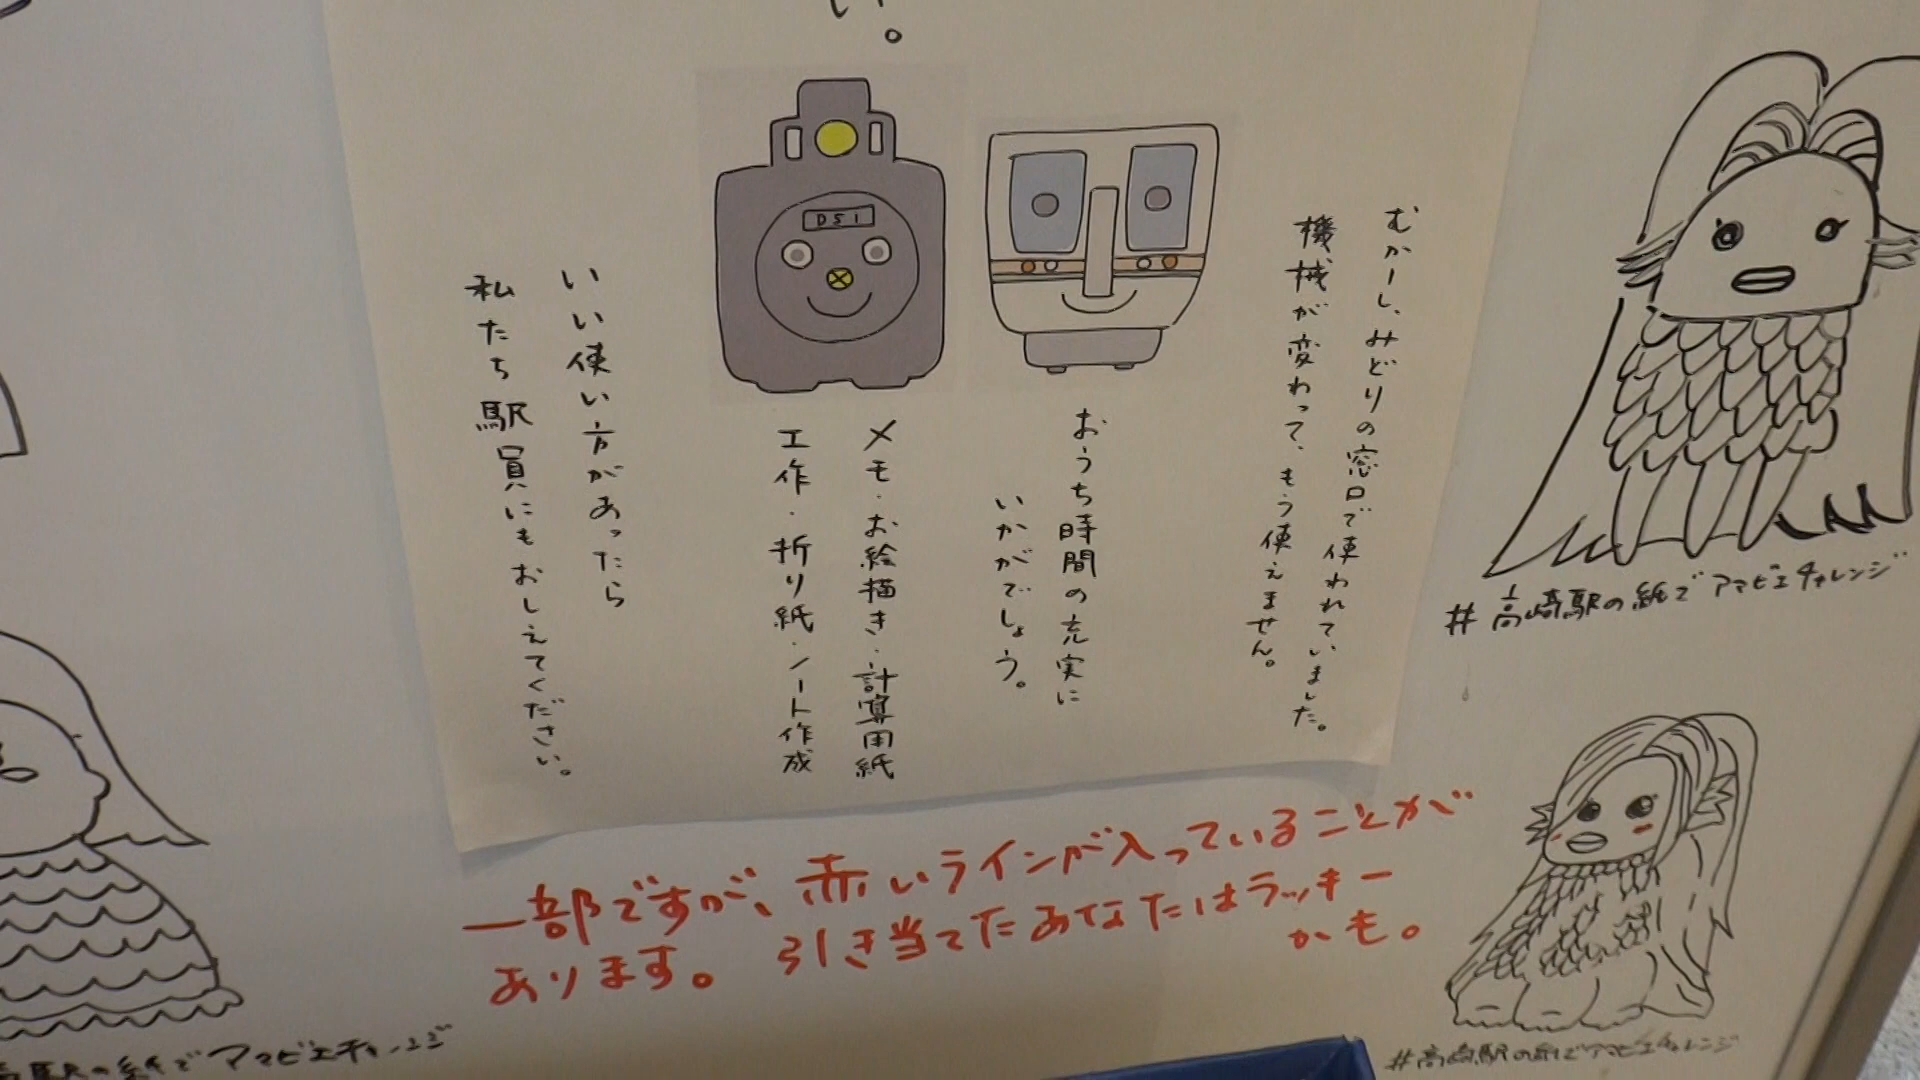 い。
むかーし、みどりの窓口で使われていました。
機械が変わって、もう使えません。
おうち時間の充実に
いかがでしょう。
メモ・お絵描き・計算用紙
工作・折り紙・ノート作成
いい使い方があったら
私たち駅員にもおしえてください。
D51
一部ですが、赤いラインが入っていることが
あります。引き当てたあなたはラッキー
かも。
#高崎駅の紙でアマビエチャレンジ
#高崎駅の紙でアマビエチャレンジ
高崎駅の紙でアマビエチャレンジ